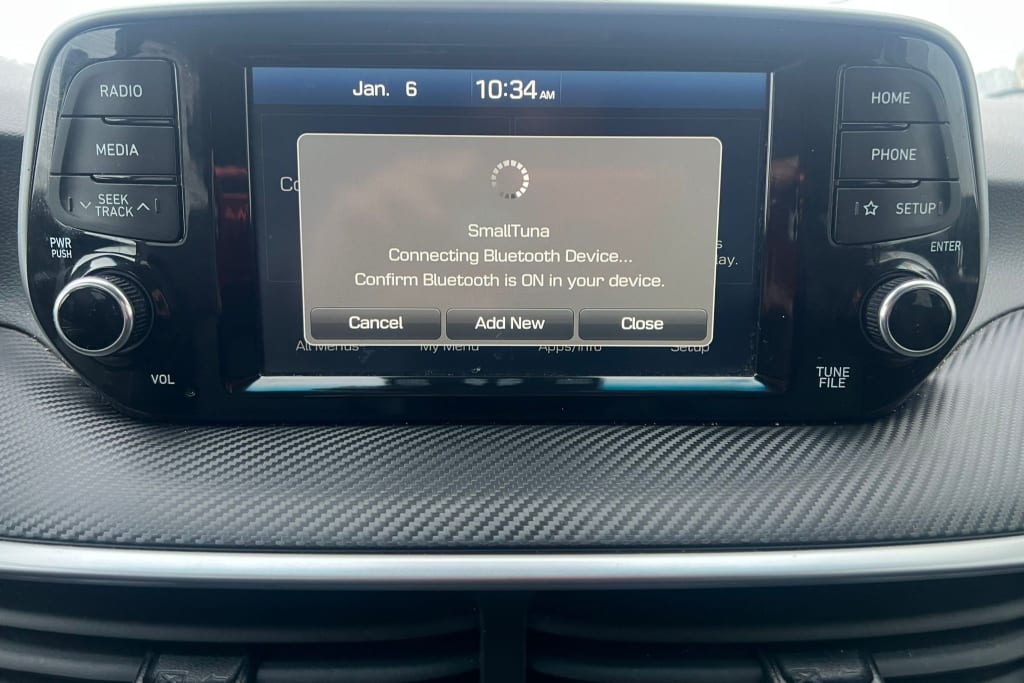 RADIO
MEDIA
SEEK
TRACK
PWR
PUSH
VOL
Jan. 6 10:34 AM
SmallTuna
Connecting Bluetooth Device...
Confirm Bluetooth is ON in your device.
Cancel Add New Close
All Menus My Menu Apps/Info Setup
HOME
PHONE
SETUP
ENTER
TUNE
FILE